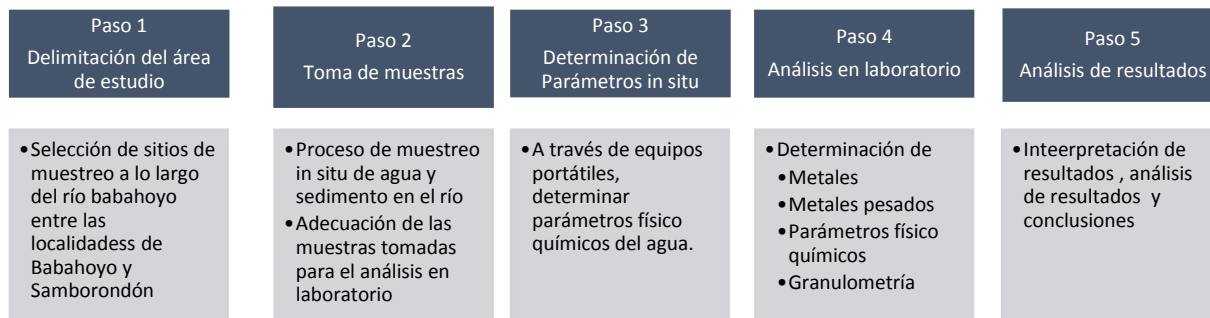 Paso 1
Delimitación del área
de estudio
•Selección de sitios de
muestreo a lo largo
del río babahoyo
entre las
localidadess de
Babahoyo y
Samborondón
Paso 2
Toma de muestras
•Proceso de muestreo
in situ de agua y
sedimento en el río
•Adecuación de las
muestras tomadas
para el análisis en
laboratorio
Paso 3
Determinación de
Parámetros in situ
•A través de equipos
portátiles,
determinar
parámetros físico
químicos del agua.
Paso 4
Análisis en laboratorio
•Determinación de
•Metales
•Metales pesados
•Parámetros físico
químicos
•Granulometría
Paso 5
Análisis de resultados
•Inteerpretación de
resultados , análisis
de resultados y
conclusiones